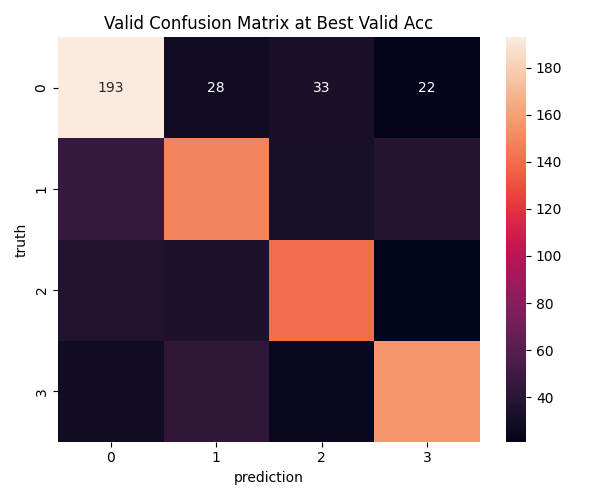 Valid Confusion Matrix at Best Valid Acc
0 193 28 33 22
1
2
3
truth
0 1 2 3
prediction
180
160
140
120
100
80
60
40